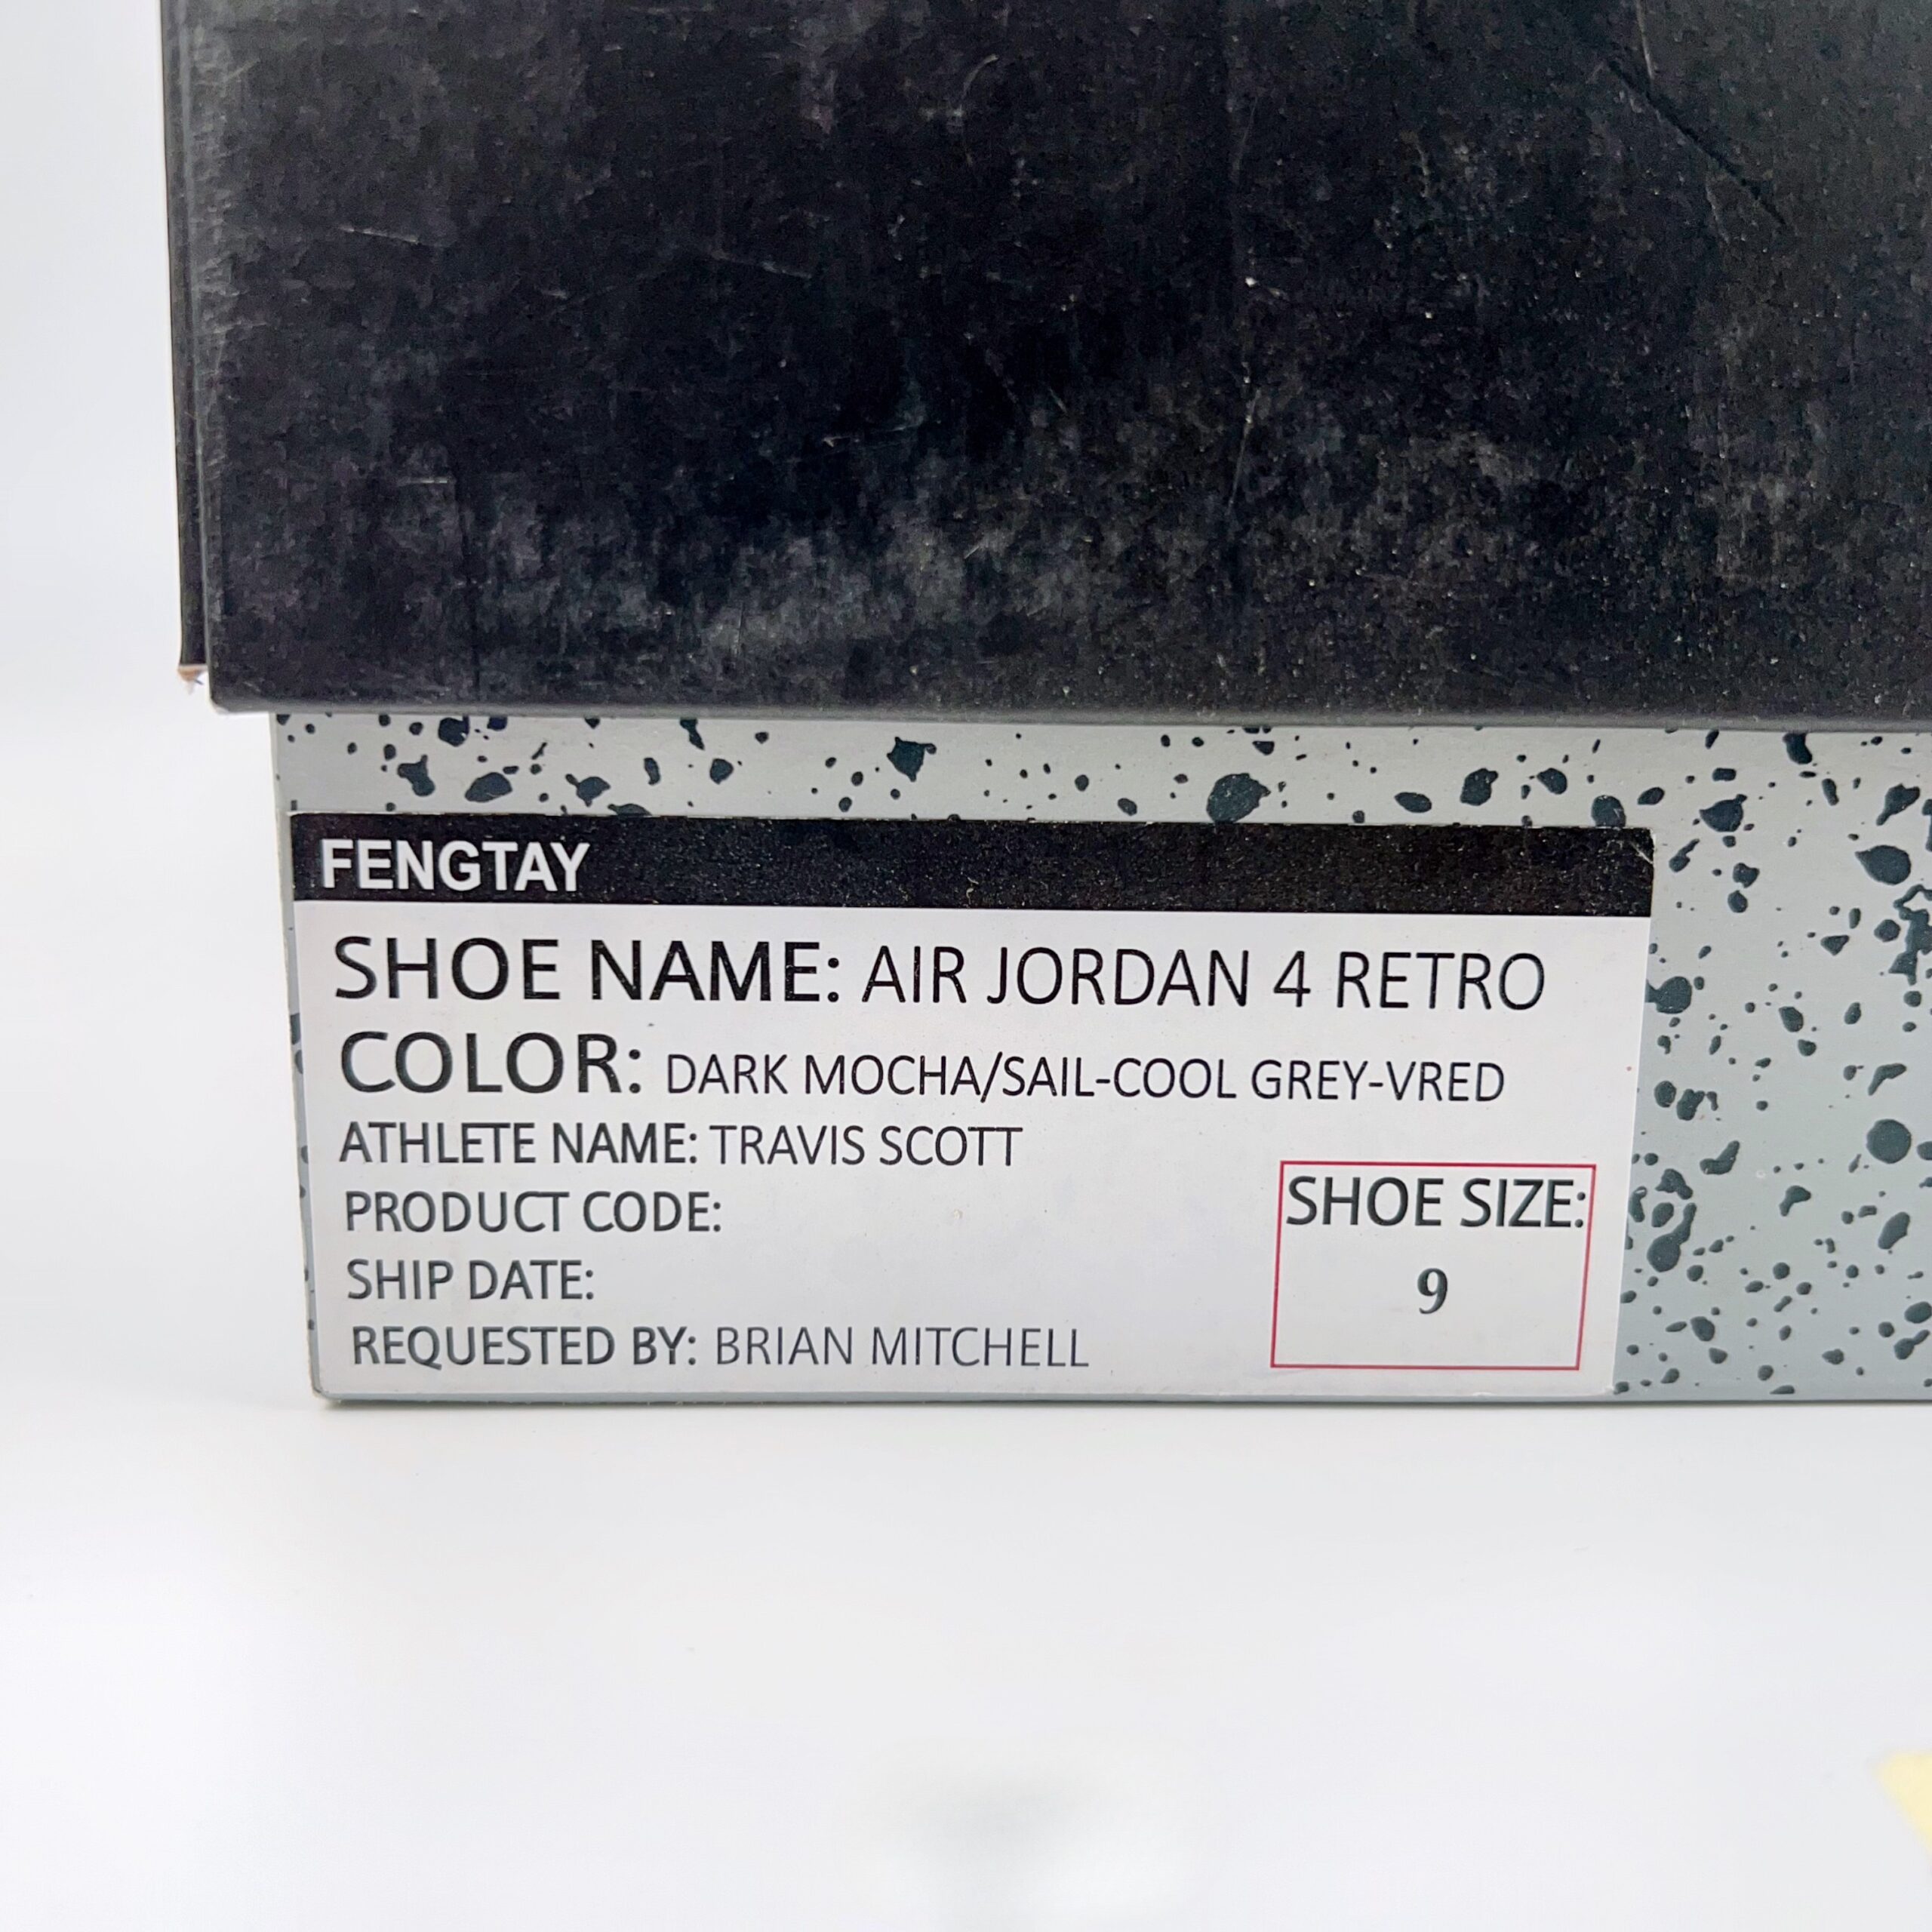 FENGTAY
SHOE NAME: AIR JORDAN 4 RETRO
COLOR: DARK MOCHA/SAIL-COOL GREY-VRED
ATHLETE NAME: TRAVIS SCOTT
PRODUCT CODE:
SHIP DATE:
REQUESTED BY: BRIAN MITCHELL
SHOE SIZE:
9